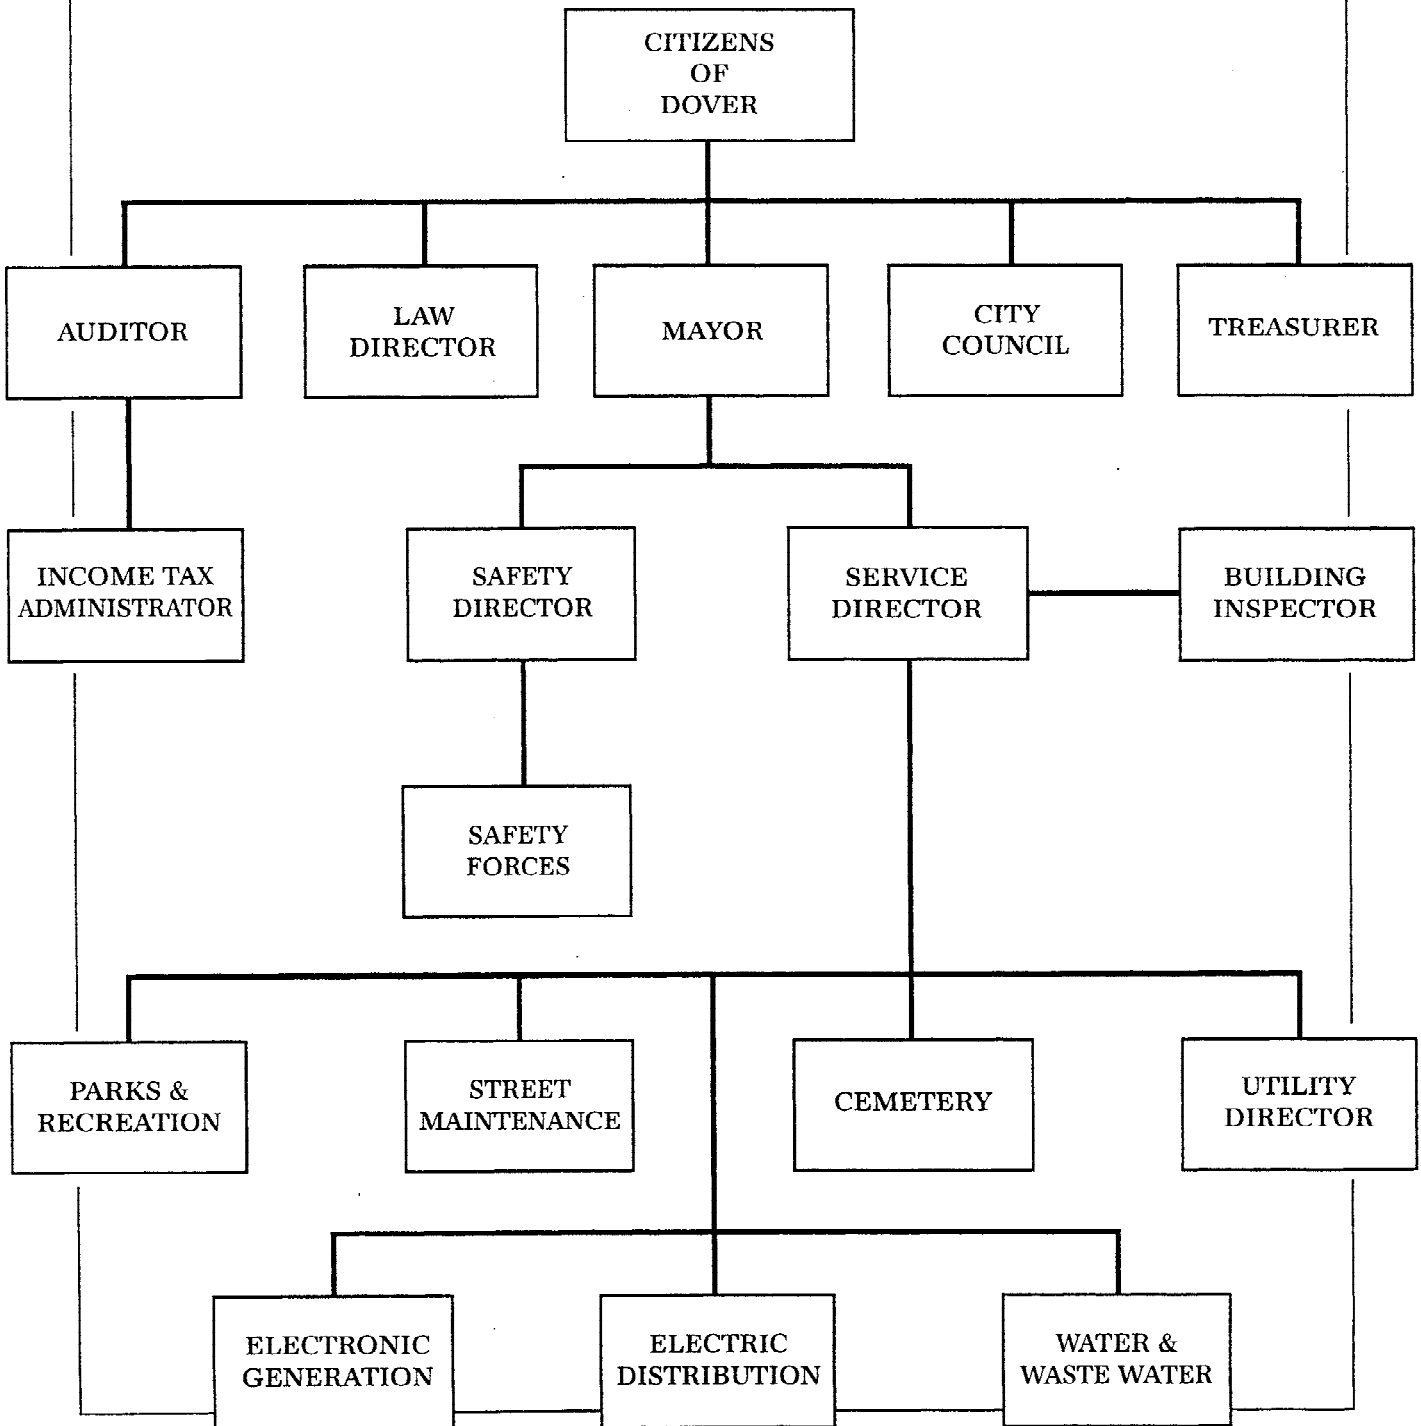 CITIZENS
OF
DOVER
AUDITOR
LAW
DIRECTOR
MAYOR
CITY
COUNCIL
TREASURER
INCOME TAX
ADMINISTRATOR
SAFETY
DIRECTOR
SERVICE
DIRECTOR
BUILDING
INSPECTOR
SAFETY
FORCES
PARKS &
RECREATION
STREET
MAINTENANCE
CEMETERY
UTILITY
DIRECTOR
ELECTRONIC
GENERATION
ELECTRIC
DISTRIBUTION
WATER &
WASTE WATER